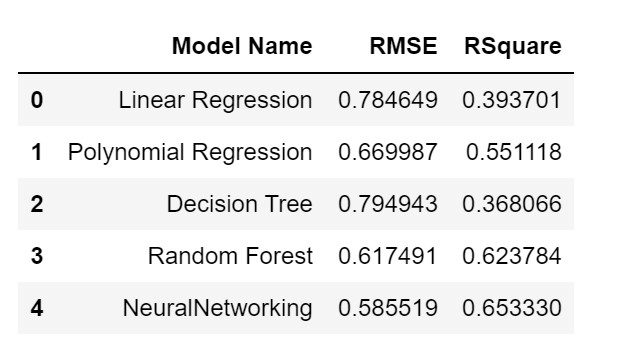 Model Name RMSE RSquare
0 Linear Regression 0.784649 0.393701
1 Polynomial Regression 0.669987 0.551118
2 Decision Tree 0.794943 0.368066
3 Random Forest 0.617491 0.623784
4 NeuralNetworking 0.585519 0.653330